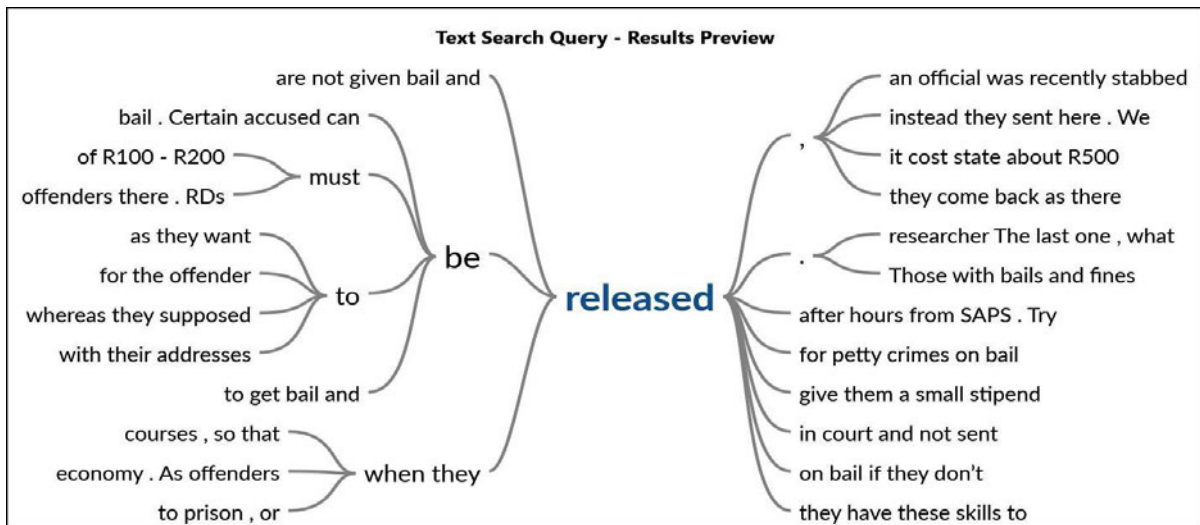 Text Search Query - Results Preview
are not given bail and
bail . Certain accused can
of R100 - R200
must
offenders there . RDs
as they want
for the offender
to
whereas they supposed
with their addresses
to get bail and
be
courses , so that
economy . As offenders
when they
to prison , or
released
,
an official was recently stabbed
instead they sent here . We
it cost state about R500
they come back as there
.
researcher The last one , what
Those with bails and fines
after hours from SAPS . Try
for petty crimes on bail
give them a small stipend
in court and not sent
on bail if they don’t
they have these skills to